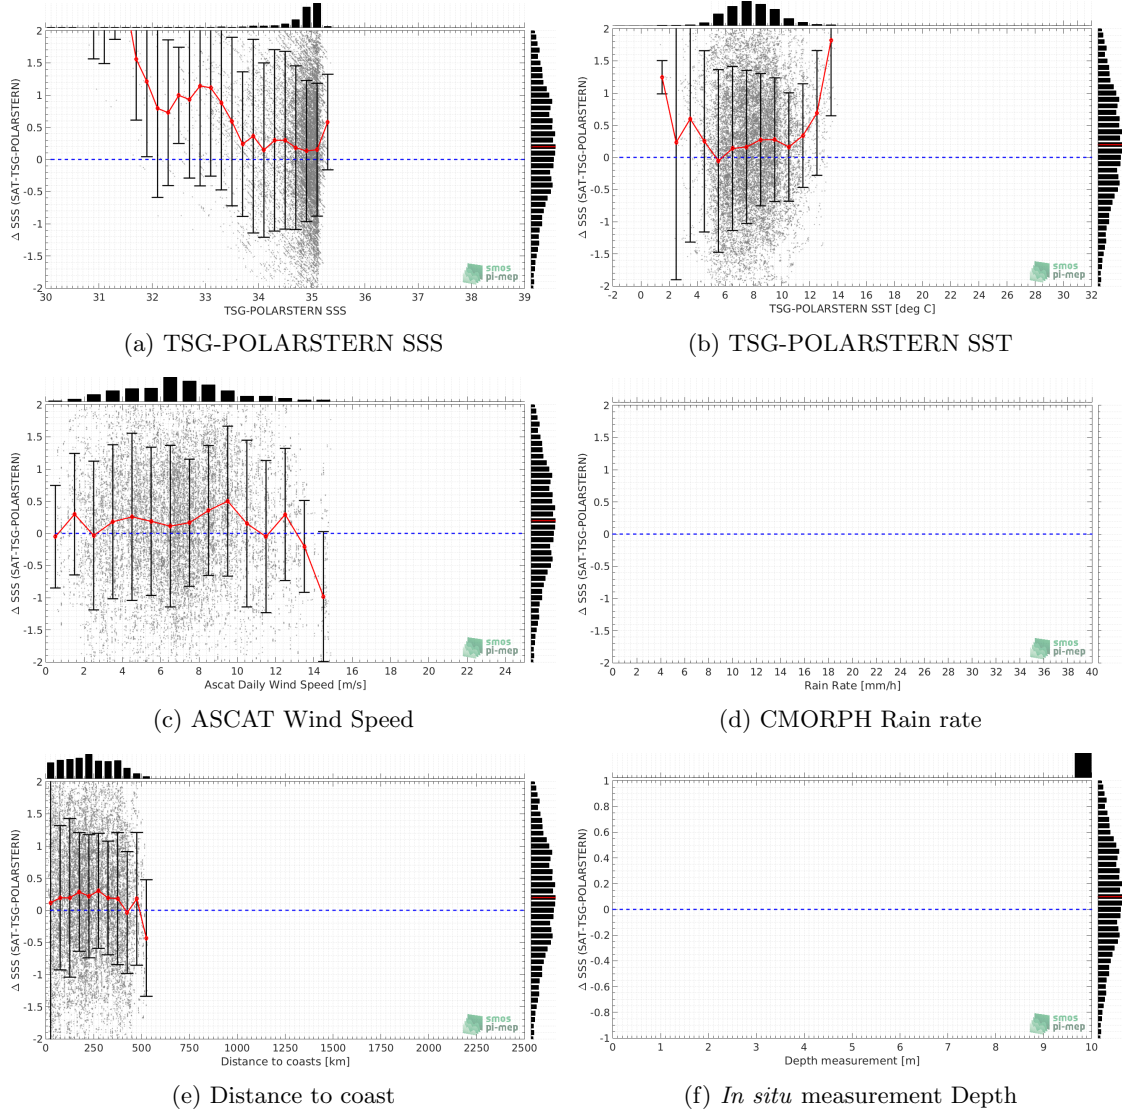 2
1.5
1
0.5
0
-0.5
-1
-1.5
-2
Δ SSS (SAT-TSG-POLARSTERN)
30 31 32 33 34 35 36 37 38 39
TSG-POLARSTERN SSS
smos
pi-mep
(a) TSG-POLARSTERN SSS
2
1.5
1
0.5
0
-0.5
-1
-1.5
-2
Δ SSS (SAT-TSG-POLARSTERN)
-2 0 2 4 6 8 10 12 14 16 18 20 22 24 26 28 30 32
TSG-POLARSTERN SST [deg C]
smos
pi-mep
(b) TSG-POLARSTERN SST
2
1.5
1
0.5
0
-0.5
-1
-1.5
-2
Δ SSS (SAT-TSG-POLARSTERN)
0 2 4 6 8 10 12 14 16 18 20 22 24
Ascat Daily Wind Speed [m/s]
smos
pi-mep
(c) ASCAT Wind Speed
2
1.5
1
0.5
0
-0.5
-1
-1.5
-2
Δ SSS (SAT-TSG-POLARSTERN)
0 2 4 6 8 10 12 14 16 18 20 22 24 26 28 30 32 34 36 38 40
Rain Rate [mm/h]
smos
pi-mep
(d) CMORPH Rain rate
2
1.5
1
0.5
0
-0.5
-1
-1.5
-2
Δ SSS (SAT-TSG-POLARSTERN)
0 250 500 750 1000 1250 1500 1750 2000 2250 2500
Distance to coasts [km]
smos
pi-mep
(e) Distance to coast
1
0.8
0.6
0.4
0.2
0
-0.2
-0.4
-0.6
-0.8
-1
Δ SSS (SAT-TSG-POLARSTERN)
0 1 2 3 4 5 6 7 8 9 10
Depth measurement [m]
smos
pi-mep
(f) In situ measurement Depth